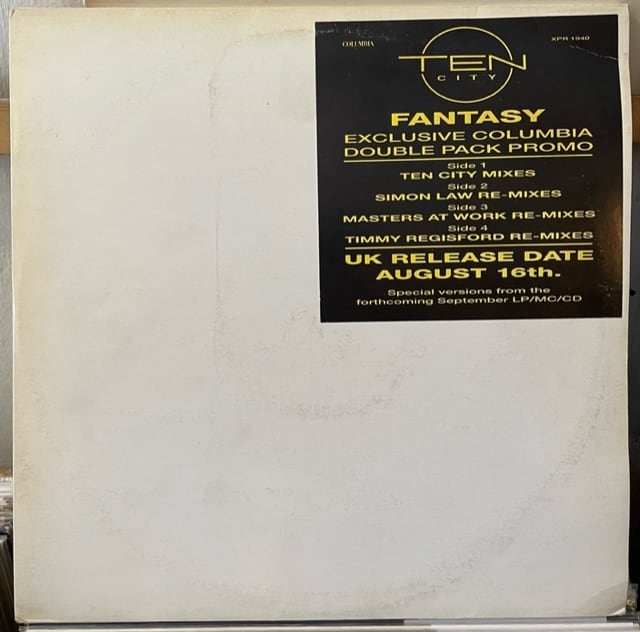 COLUMBIA
XPR 1940
TEN
CITY
FANTASY
EXCLUSIVE COLUMBIA
DOUBLE PACK PROMO
Side 1
TEN CITY MIXES
Side 2
SIMON LAW RE-MIXES
Side 3
MASTERS AT WORK RE-MIXES
Side 4
TIMMY REGISFORD RE-MIXES
UK RELEASE DATE
AUGUST 16th.
Special versions from the
forthcoming September LP/MC/CD